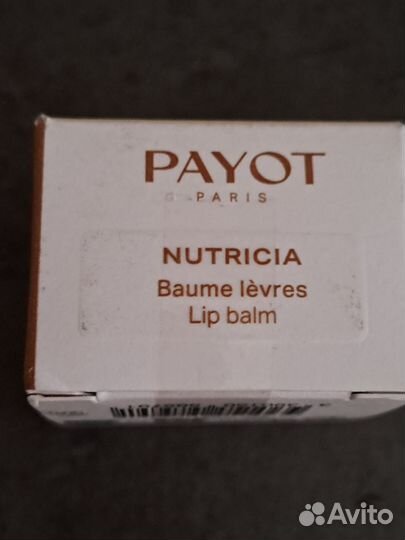 PAYOT
PARIS
NUTRICIA
Baume lèvres
Lip balm
Avito